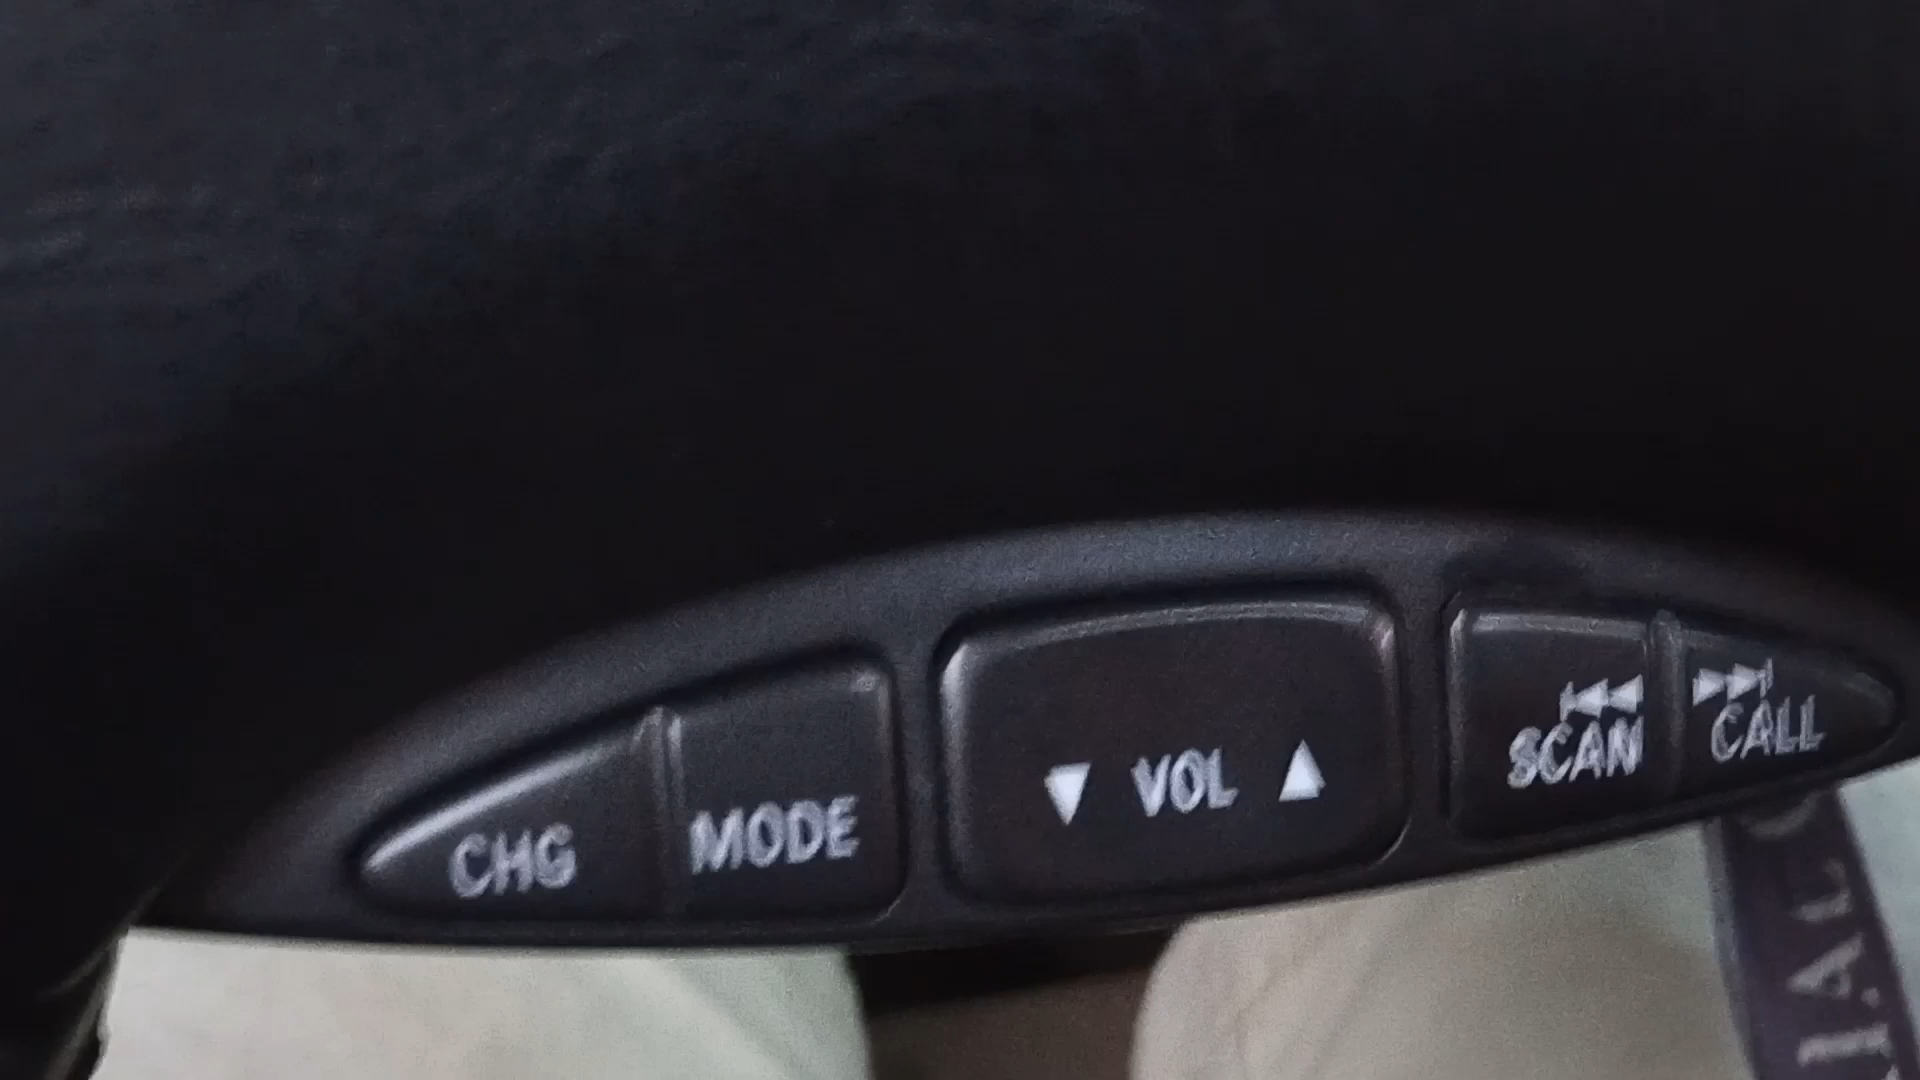 CHG MODE ▼ VOL ▲ SCAN CALL